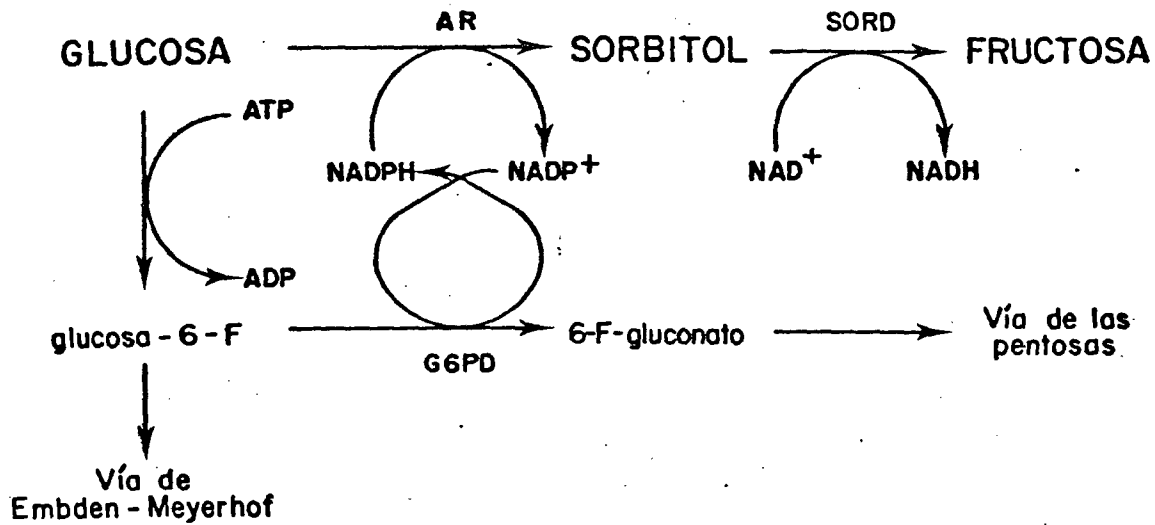 AR
SORD
GLUCOSA
SORBITOL
FRUCTOSA
ATP
NADPH
NADP+
NAD+
NADH
ADP
glucosa-6-F
6-F-gluconato
Vía de las
pentosas
G6PD
Vía de
Embden-Meyerhof